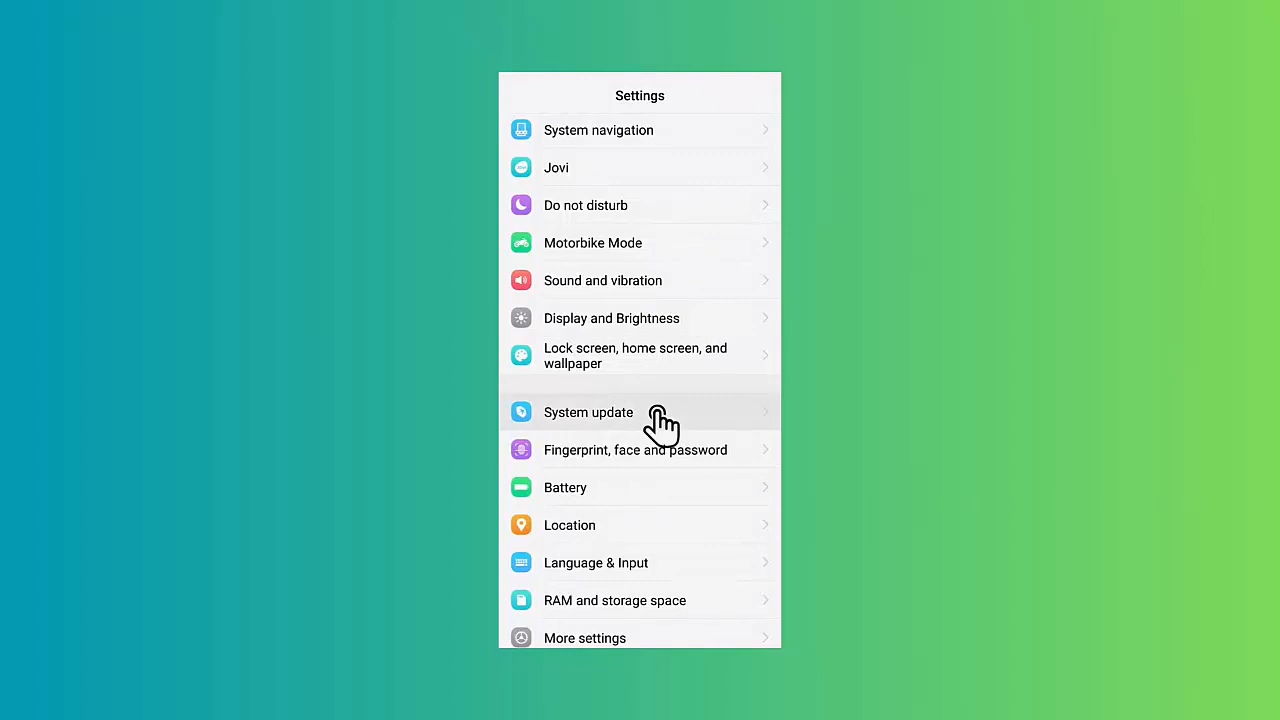 Settings
System navigation
Jovi
Do not disturb
Motorbike Mode
Sound and vibration
Display and Brightness
Lock screen, home screen, and
wallpaper
System update
Fingerprint, face and password
Battery
Location
Language & Input
RAM and storage space
More settings